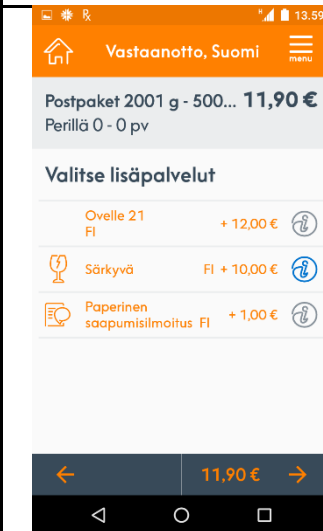 13.59
Vastaanotto, Suomi
menu
Postpaket 2001 g - 500... 11,90 €
Perillä 0 - 0 pv
Valitse lisäpalvelut
Ovelle 21
FI + 12,00 €
Särkyvä FI + 10,00 €
Paperinen
saapumisilmoitus FI + 1,00 €
11,90 €